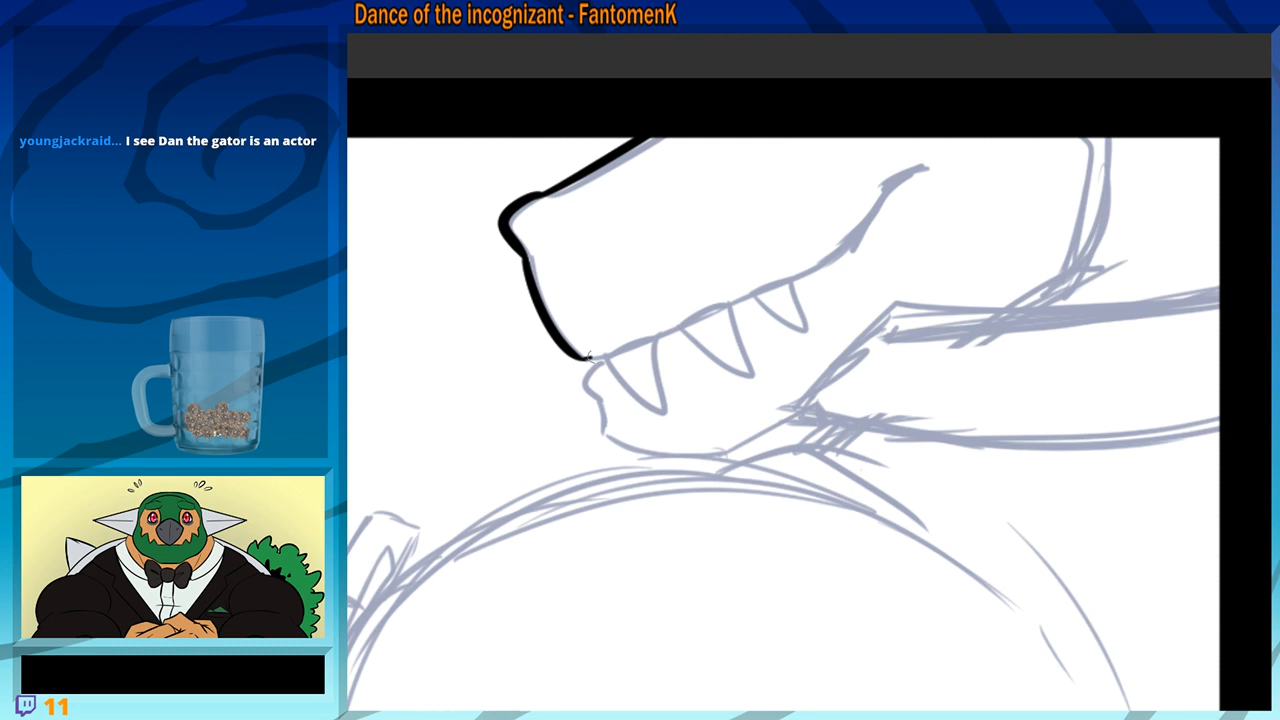 Dance of the incognizant - FantomenK
youngjackraid... I see Dan the gator is an actor
11